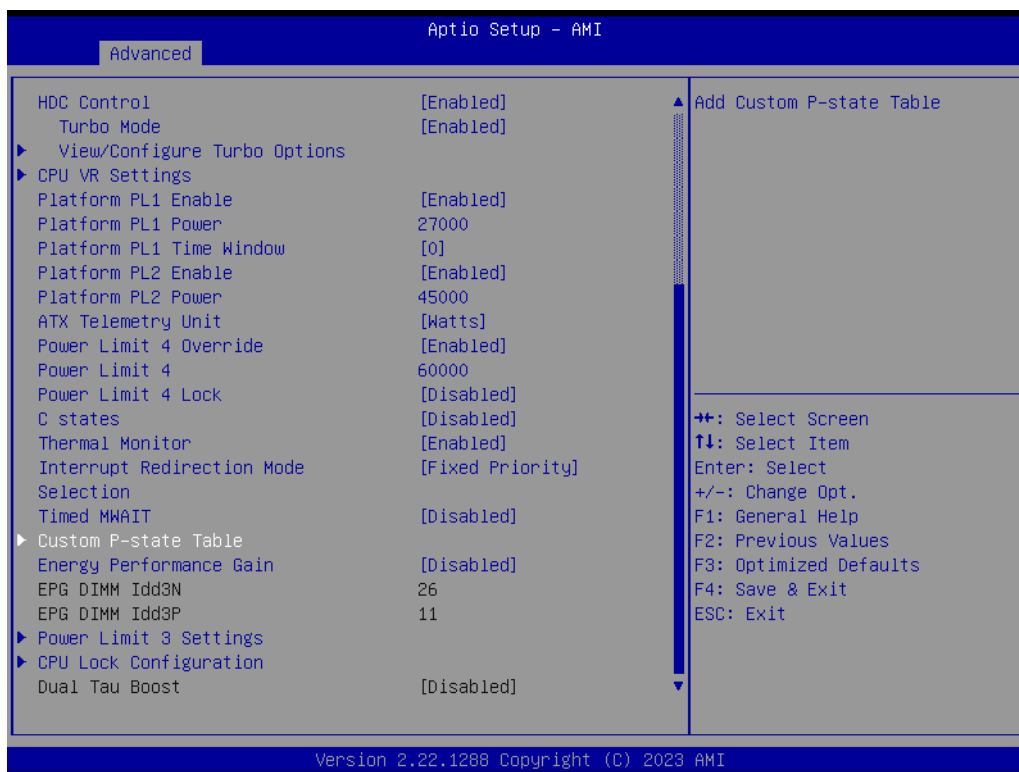 Aptio Setup - AMI
Advanced
HDC Control [Enabled]
Turbo Mode [Enabled]
View/Configure Turbo Options
CPU VR Settings
Platform PL1 Enable [Enabled]
Platform PL1 Power 27000
Platform PL1 Time Window [0]
Platform PL2 Enable [Enabled]
Platform PL2 Power 45000
ATX Telemetry Unit [Watts]
Power Limit 4 Override [Enabled]
Power Limit 4 60000
Power Limit 4 Lock [Disabled]
C states [Disabled]
Thermal Monitor [Enabled]
Interrupt Redirection Mode [Fixed Priority]
Selection
Timed MWAIT [Disabled]
Custom P-state Table
Energy Performance Gain [Disabled]
EPG DIMM Idd3N 26
EPG DIMM Idd3P 11
Power Limit 3 Settings
CPU Lock Configuration
Dual Tau Boost [Disabled]
Add Custom P-state Table
→←: Select Screen
↑↓: Select Item
Enter: Select
+/-: Change Opt.
F1: General Help
F2: Previous Values
F3: Optimized Defaults
F4: Save & Exit
ESC: Exit
Version 2.22.1288 Copyright (C) 2023 AMI